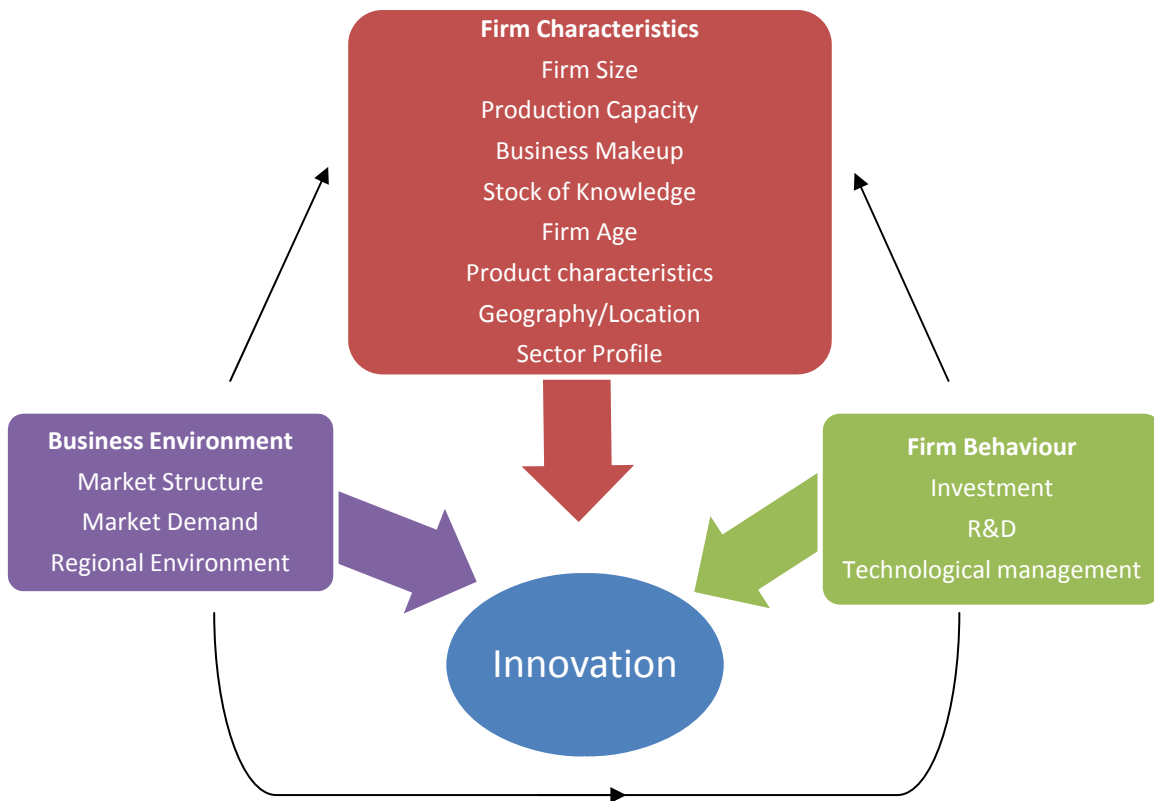 Firm Characteristics
Firm Size
Production Capacity
Business Makeup
Stock of Knowledge
Firm Age
Product characteristics
Geography/Location
Sector Profile
Business Environment
Market Structure
Market Demand
Regional Environment
Firm Behaviour
Investment
R&D
Technological management
Innovation